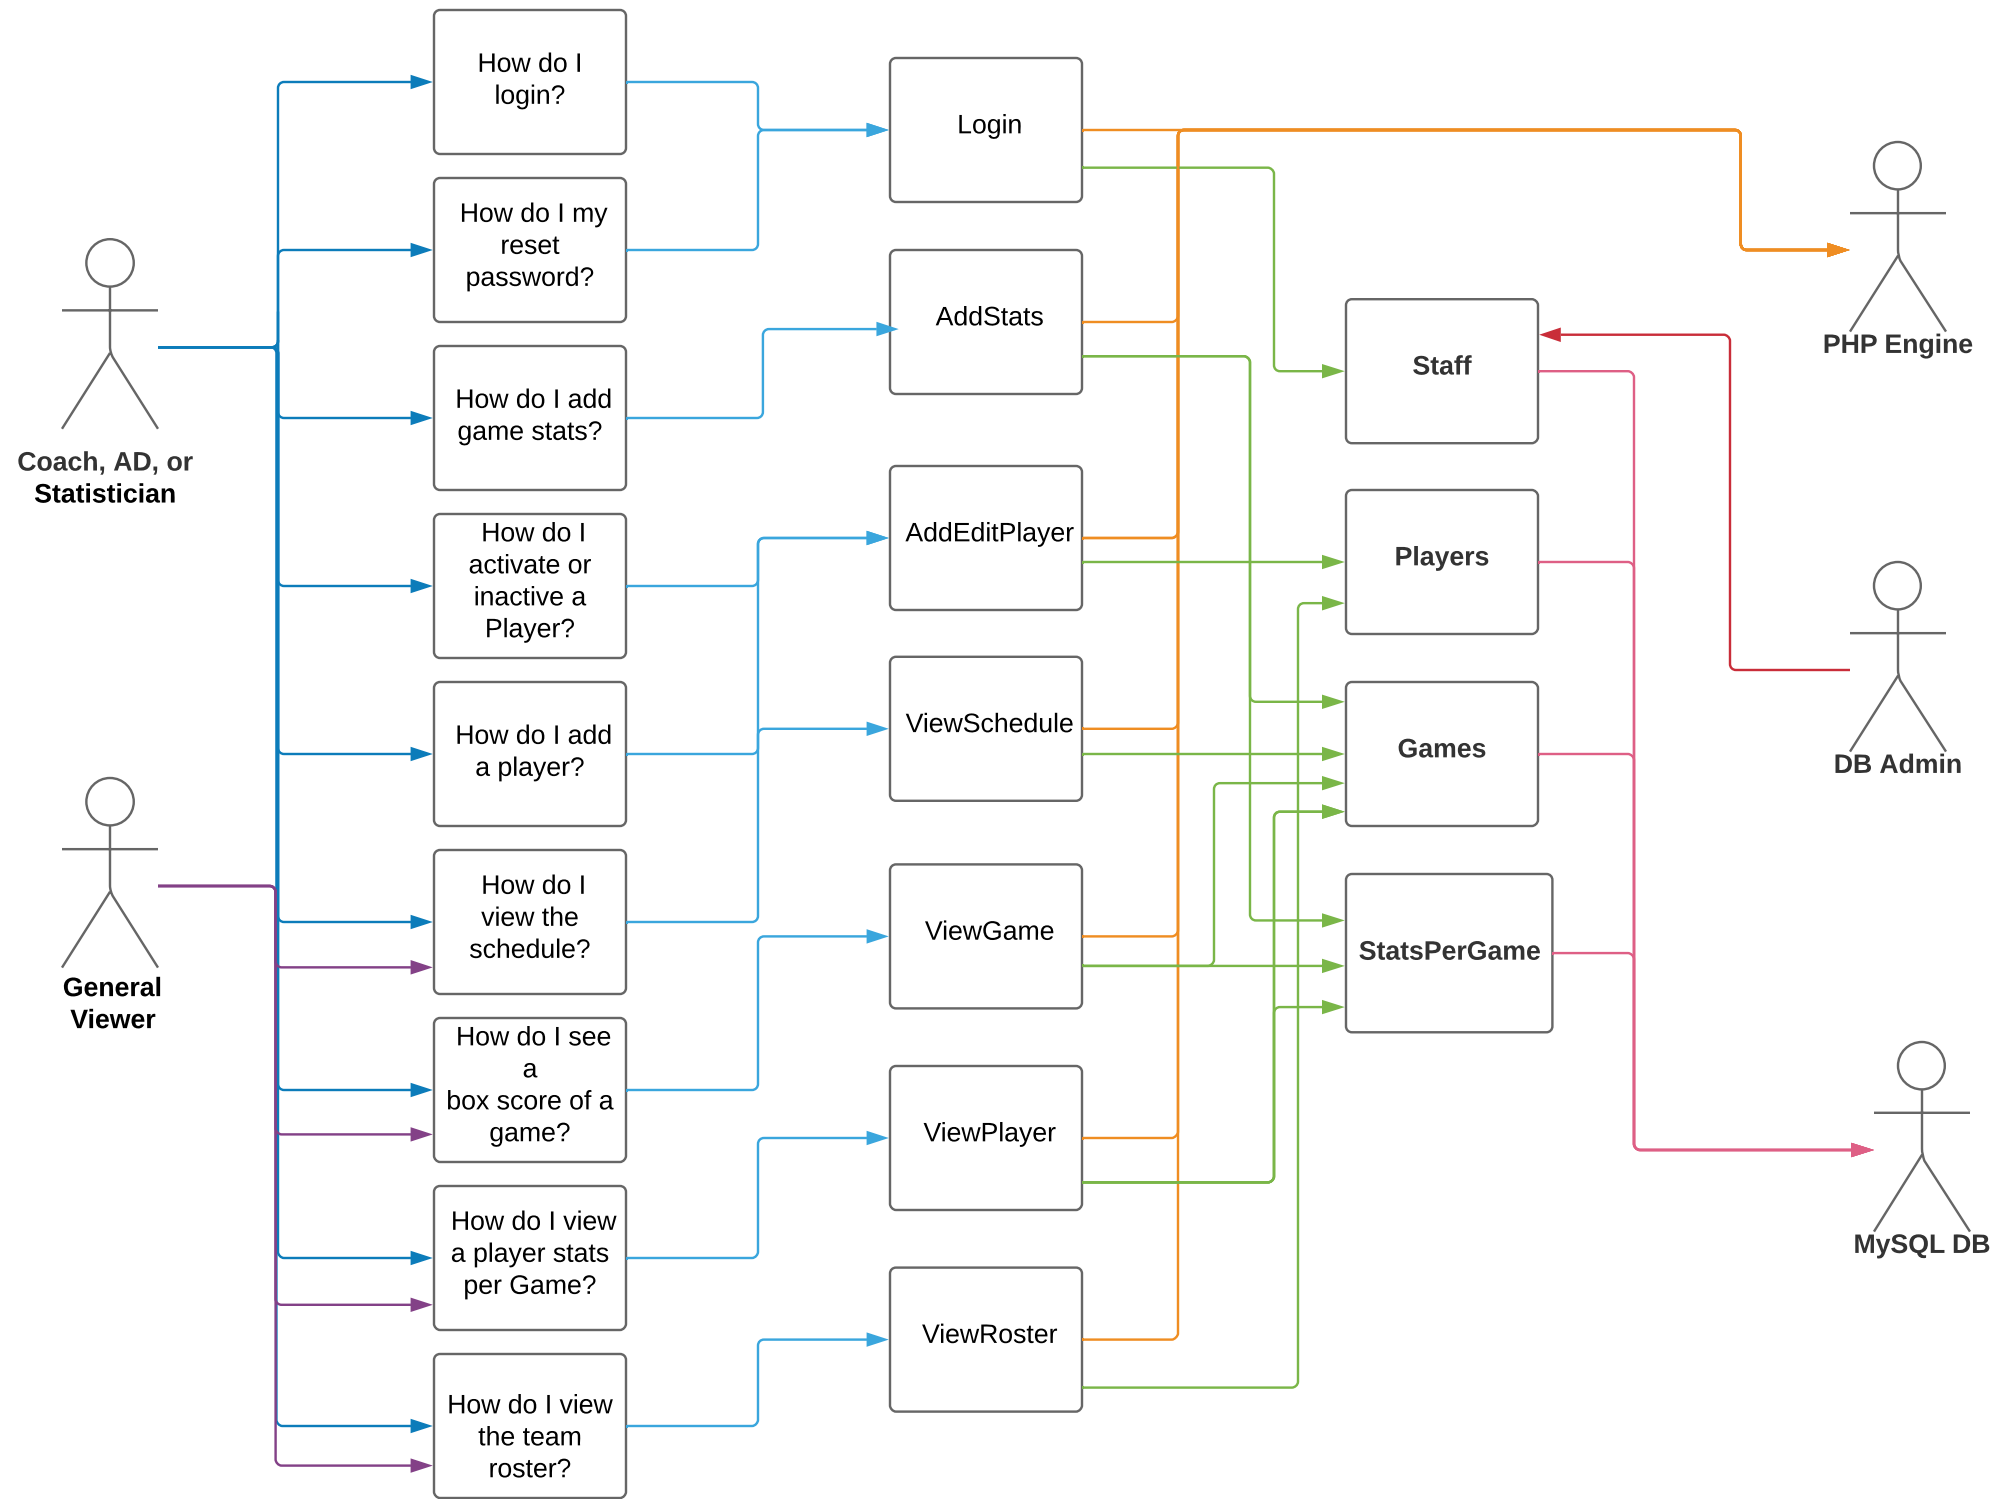 How do I
login?
How do I my
reset
password?
How do I add
game stats?
How do I
activate or
inactive a
Player?
How do I add
a player?
How do I
view the
schedule?
How do I see
a
box score of a
game?
How do I view
a player stats
per Game?
How do I view
the team
roster?
Coach, AD, or
Statistician
General
Viewer
Login
AddStats
AddEditPlayer
ViewSchedule
ViewGame
ViewPlayer
ViewRoster
Staff
Players
Games
StatsPerGame
PHP Engine
DB Admin
MySQL DB